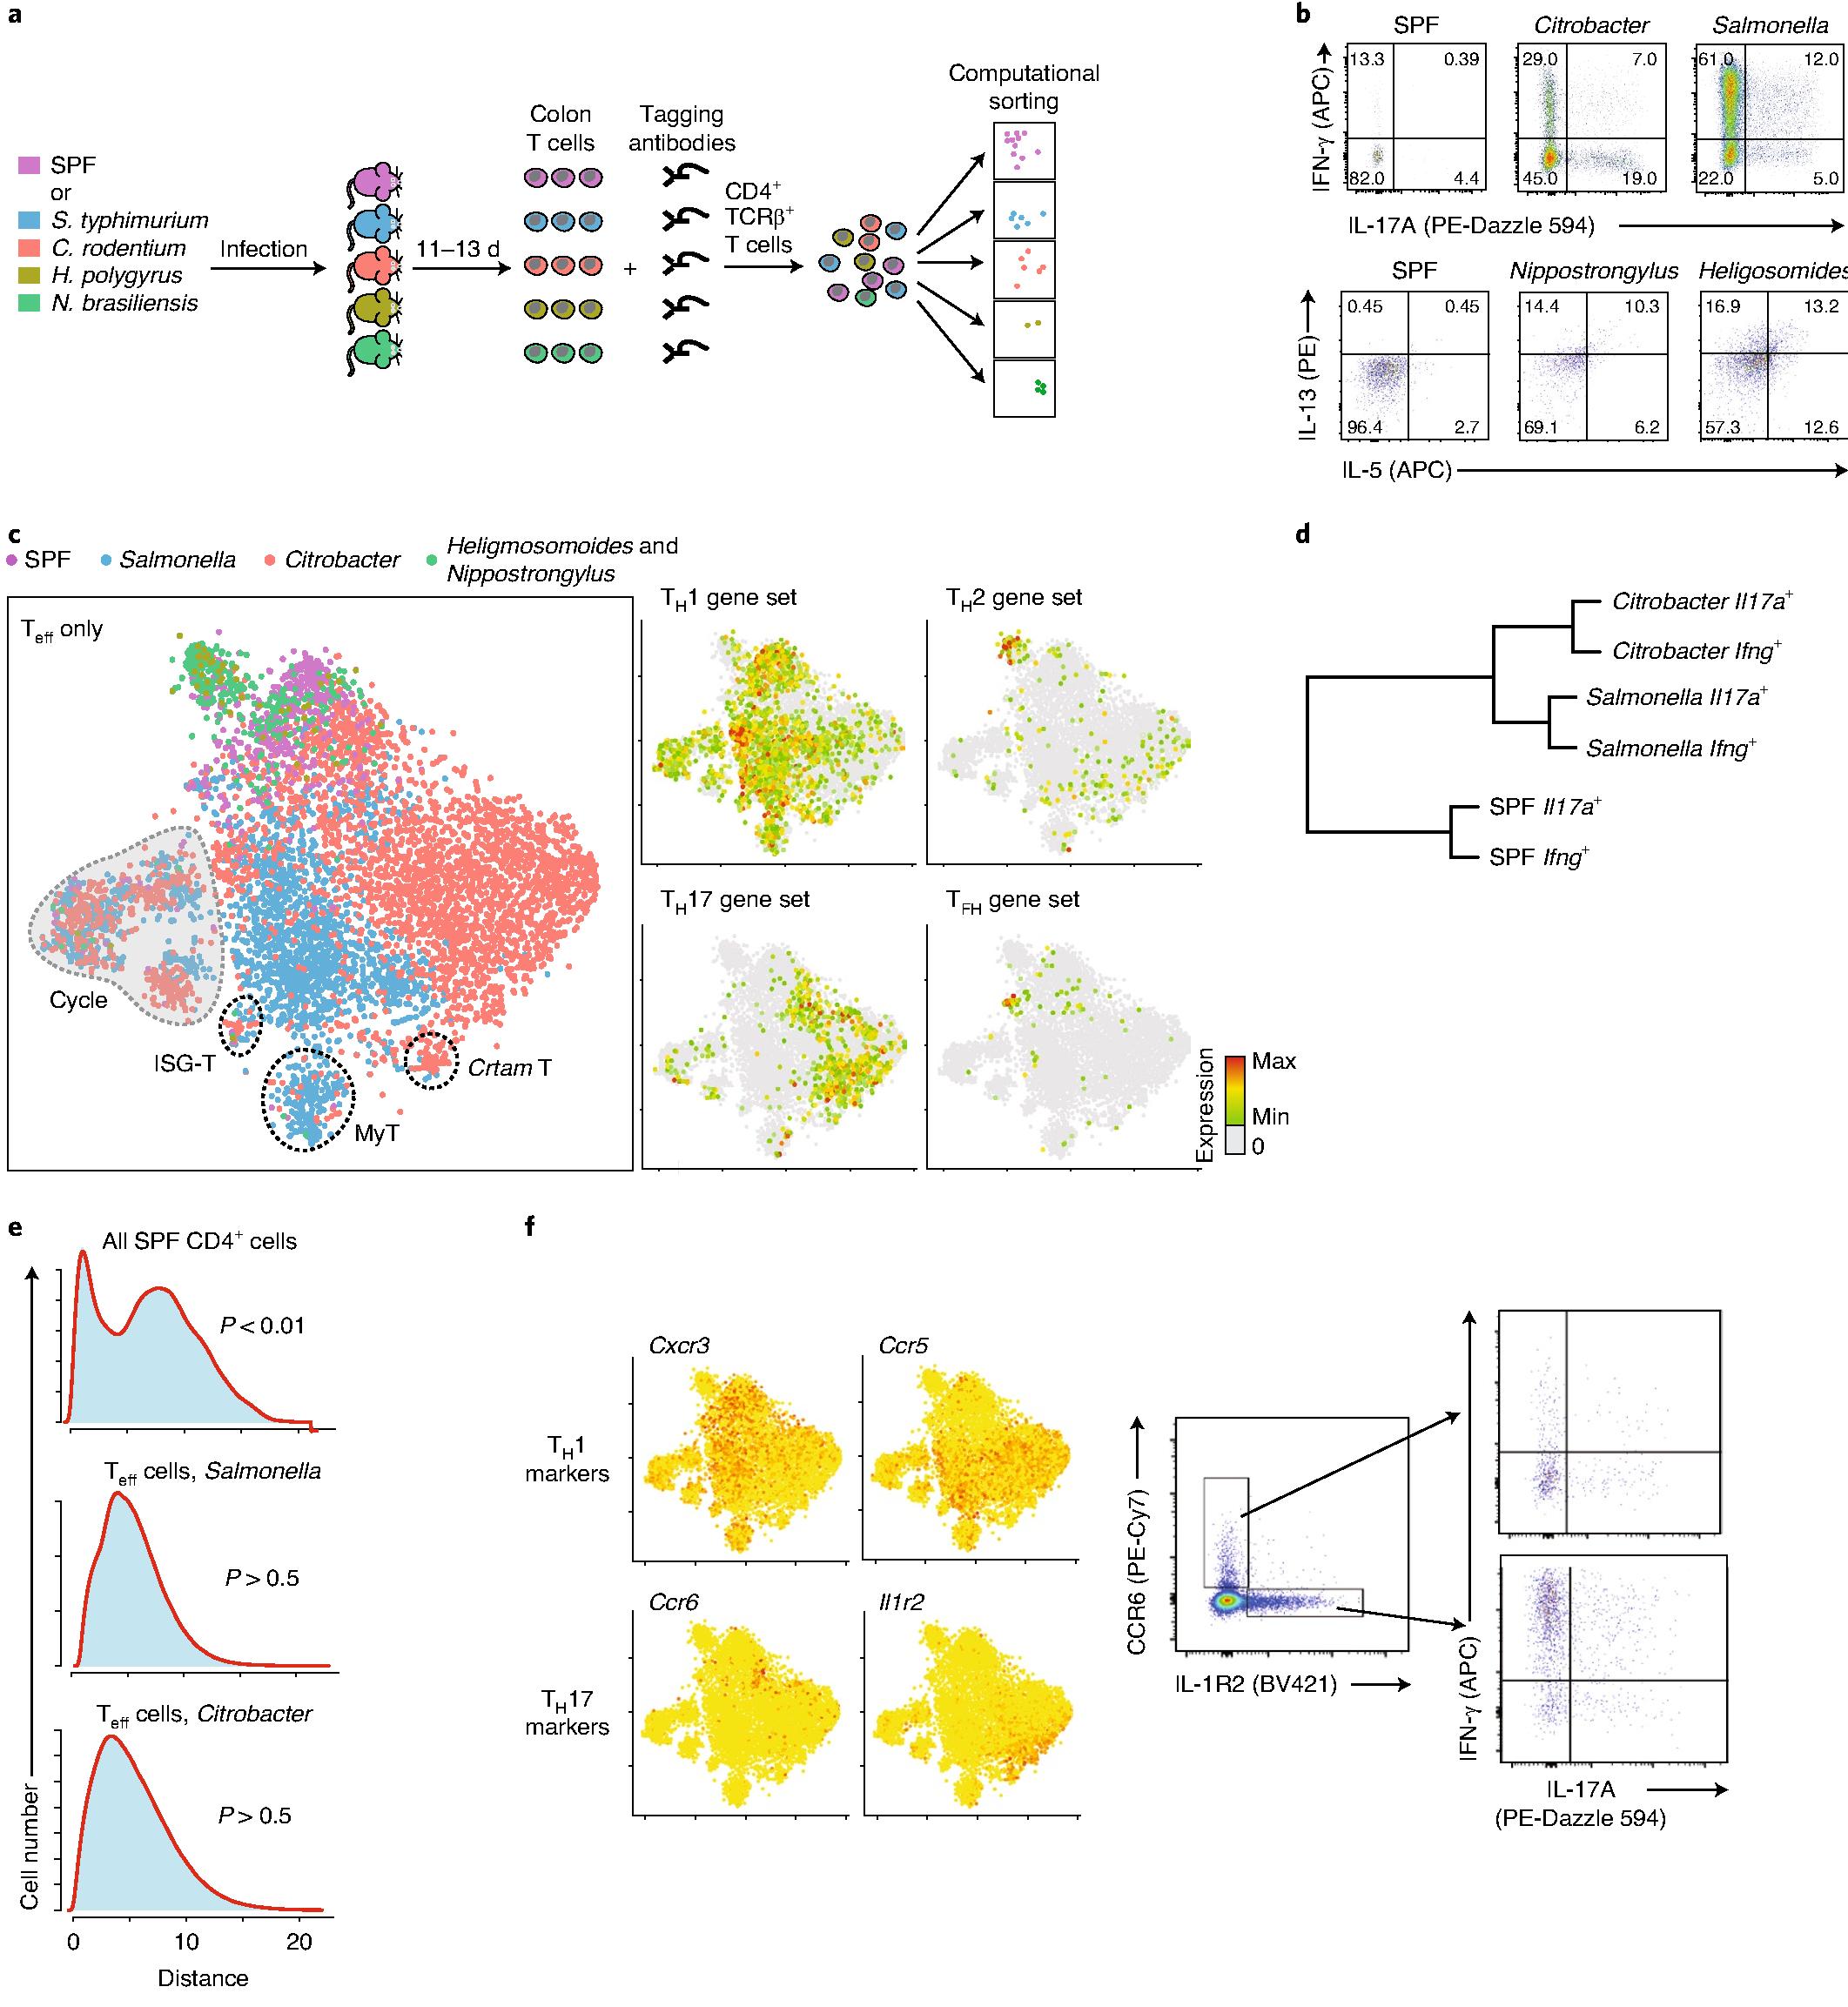 a
SPF
or
S. typhimurium
C. rodentium
H. polygyrus
N. brasiliensis
Infection
11–13 d
Colon
T cells
+
Tagging
antibodies
CD4+
TCRβ+
T cells
Computational
sorting
b
SPF
Citrobacter
Salmonella
IFN-γ (APC)
13.3 0.39
82.0 4.4
29.0 7.0
45.0 19.0
61.0 12.0
22.0 5.0
IL-17A (PE-Dazzle 594)
SPF
Nippostrongylus
Heligosomides
IL-13 (PE)
0.45 0.45
96.4 2.7
14.4 10.3
69.1 6.2
16.9 13.2
57.3 12.6
IL-5 (APC)
c
SPF
Salmonella
Citrobacter
Heligmosomoides and
Nippostrongylus
Teff only
Cycle
ISG-T
MyT
Crtam T
TH1 gene set
TH2 gene set
TH17 gene set
TFH gene set
Expression
Max
Min
0
d
Citrobacter Il17a+
Citrobacter Ifng+
Salmonella Il17a+
Salmonella Ifng+
SPF Il17a+
SPF Ifng+
e
All SPF CD4+ cells
P < 0.01
Teff cells, Salmonella
P > 0.5
Teff cells, Citrobacter
P > 0.5
Cell number
0 10 20
Distance
f
TH1
markers
Cxcr3
Ccr5
TH17
markers
Ccr6
Il1r2
CCR6 (PE-Cy7)
IL-1R2 (BV421)
IFN-γ (APC)
IL-17A
(PE-Dazzle 594)